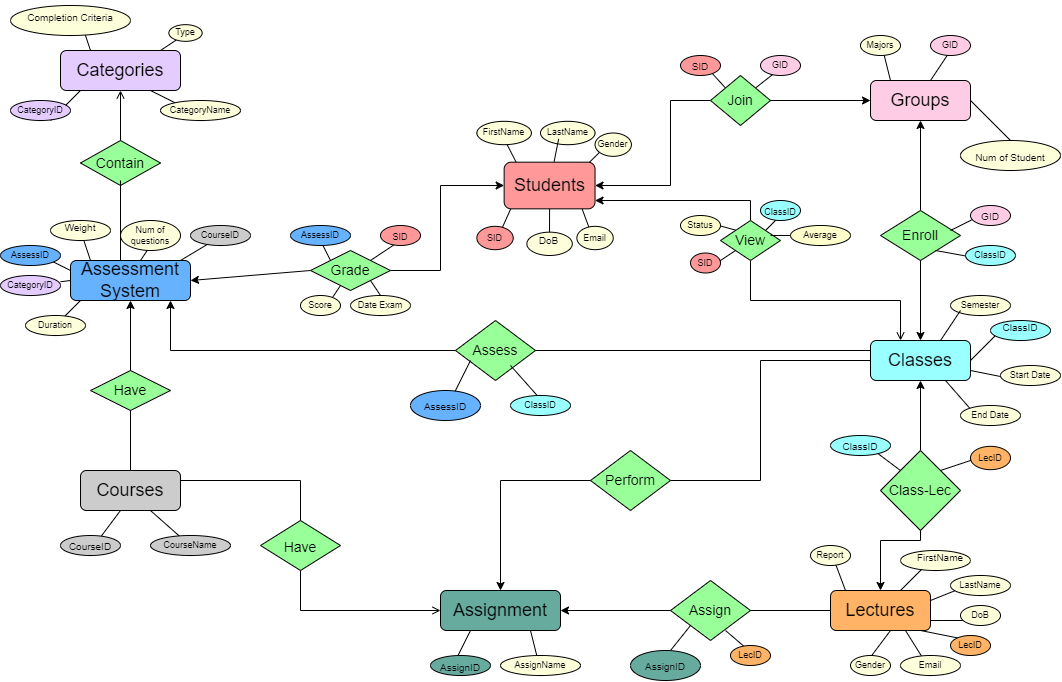 Completion Criteria
Type
Categories
CategoryID
CategoryName
Contain
Weight
Num of
questions
CourseID
AssessID
CategoryID
Assessment
System
Duration
AssessID
SID
Grade
Score
Date Exam
FirstName
LastName
Gender
Students
SID
DoB
Email
SID
GID
Join
Majors
GID
Groups
Num of Student
Status
ClassID
View
Average
SID
GID
Enroll
ClassID
Semester
ClassID
Classes
Start Date
End Date
Assess
AssessID
ClassID
Have
Courses
CourseID
CourseName
Have
Perform
ClassID
LecID
Class-Lec
Report
FirstName
LastName
Lectures
DoB
LecID
Gender
Email
Assignment
AssignID
AssignName
Assign
AssignID
LecID